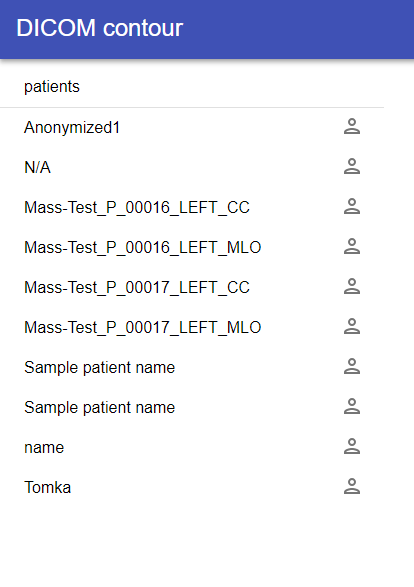 DICOM contour
patients
Anonymized1
N/A
Mass-Test_P_00016_LEFT_CC
Mass-Test_P_00016_LEFT_MLO
Mass-Test_P_00017_LEFT_CC
Mass-Test_P_00017_LEFT_MLO
Sample patient name
Sample patient name
name
Tomka